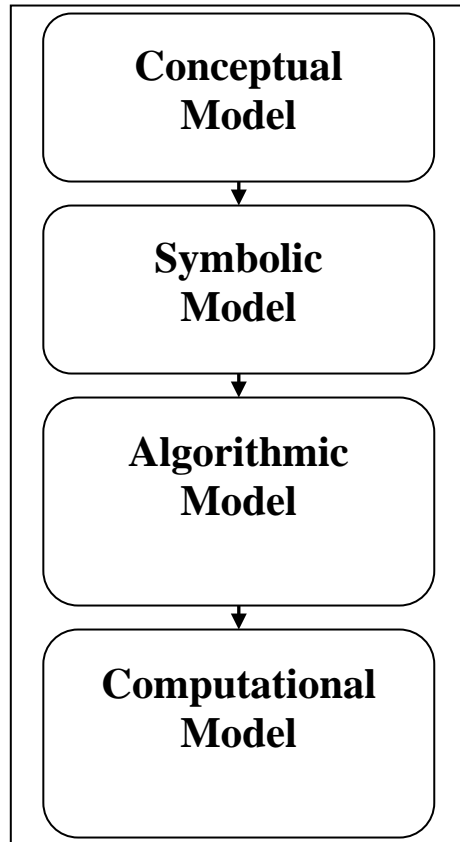 Conceptual
Model
Symbolic
Model
Algorithmic
Model
Computational
Model